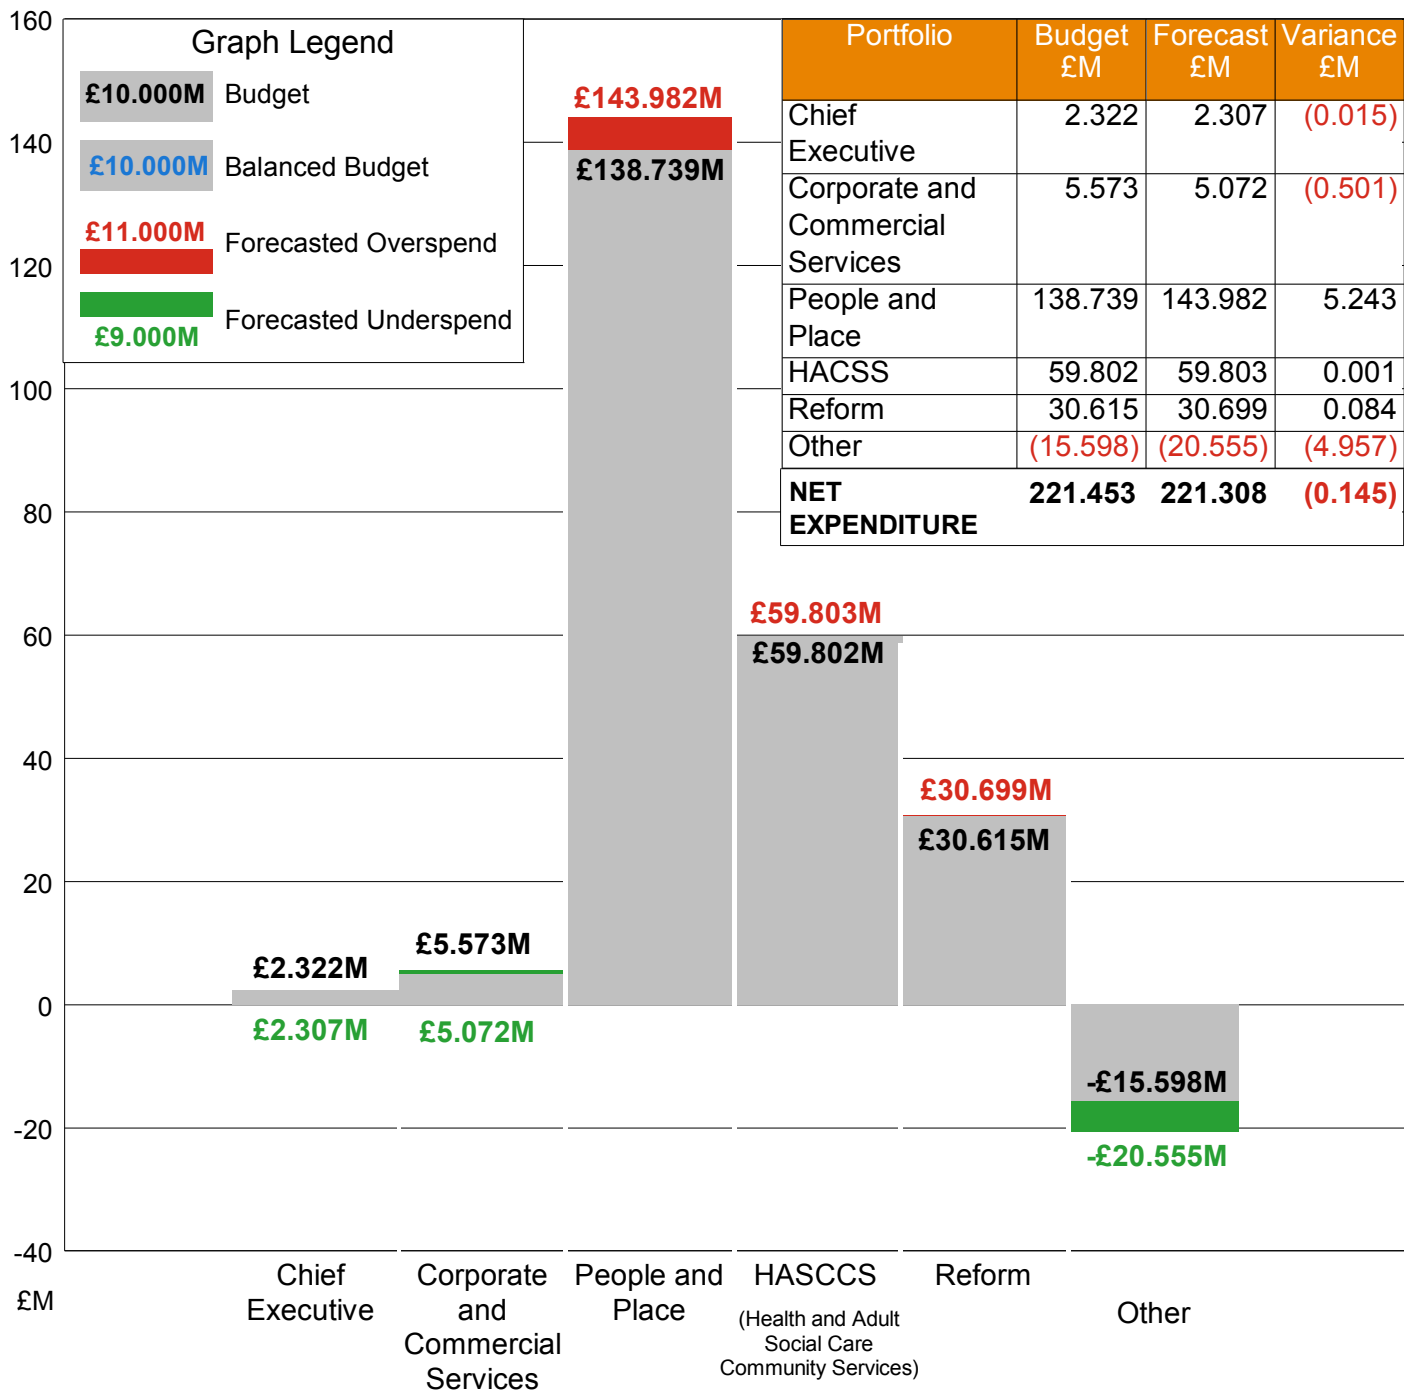 160
140
120
100
80
60
40
20
0
-20
-40
£M
Graph Legend
£10.000M Budget
£10.000M Balanced Budget
£11.000M Forecasted Overspend
£9.000M Forecasted Underspend
Portfolio Budget £M Forecast £M Variance £M
Chief Executive 2.322 2.307 (0.015)
Corporate and Commercial Services 5.573 5.072 (0.501)
People and Place 138.739 143.982 5.243
HACSS 59.802 59.803 0.001
Reform 30.615 30.699 0.084
Other (15.598) (20.555) (4.957)
NET EXPENDITURE 221.453 221.308 (0.145)
£143.982M
£138.739M
£59.803M
£59.802M
£30.699M
£30.615M
£5.573M
£2.322M
£2.307M
£5.072M
-£15.598M
-£20.555M
Chief
Executive
Corporate
and
Commercial
Services
People and
Place
HASCCS
(Health and Adult
Social Care
Community Services)
Reform
Other